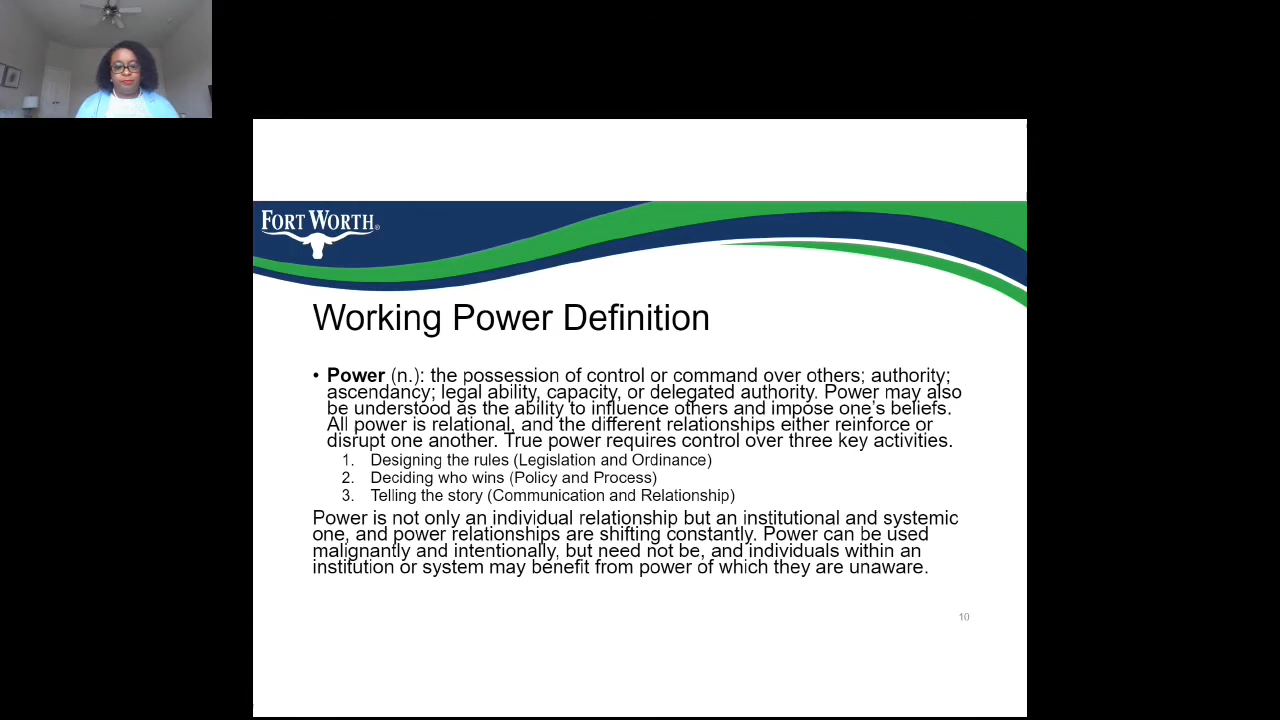 FORT WORTH®
Working Power Definition
• Power (n.): the possession of control or command over others; authority;
ascendancy; legal ability, capacity, or delegated authority. Power may also
be understood as the ability to influence others and impose one's beliefs.
All power is relational, and the different relationships either reinforce or
disrupt one another. True power requires control over three key activities.
1. Designing the rules (Legislation and Ordinance)
2. Deciding who wins (Policy and Process)
3. Telling the story (Communication and Relationship)
Power is not only an individual relationship but an institutional and systemic
one, and power relationships are shifting constantly. Power can be used
malignantly and intentionally, but need not be, and individuals within an
institution or system may benefit from power of which they are unaware.
10